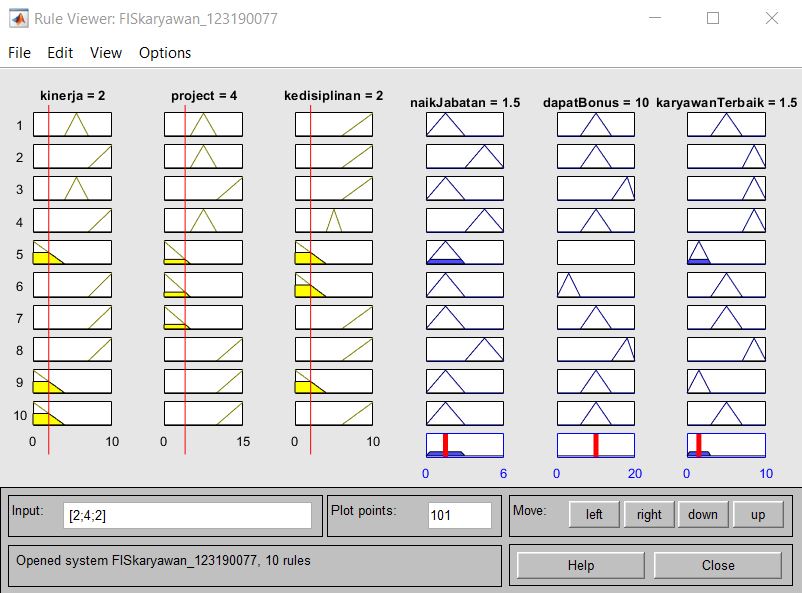 Rule Viewer: FISkaryawan_123190077
File Edit View Options
kinerja = 2 project = 4 kedisiplinan = 2 naikJabatan = 1.5 dapatBonus = 10 karyawanTerbaik = 1.5
1
2
3
4
5
6
7
8
9
10
0 10 0 15 0 10
0 6 0 20 0 10
Input: [2;4;2] Plot points: 101 Move: left right down up
Opened system FISkaryawan_123190077, 10 rules Help Close